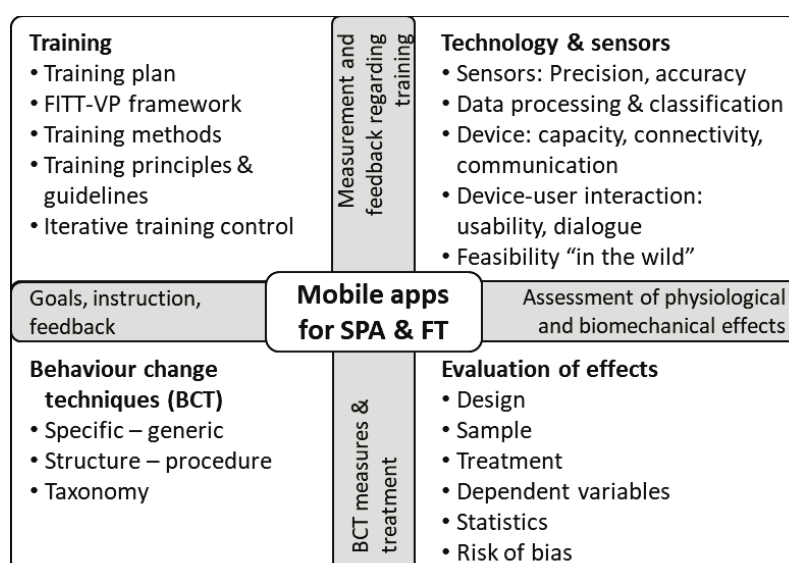 Training
• Training plan
• FITT-VP framework
• Training methods
• Training principles &
guidelines
• Iterative training control
Measurement and
feedback regarding
training
Technology & sensors
• Sensors: Precision, accuracy
• Data processing & classification
• Device: capacity, connectivity,
communication
• Device-user interaction:
usability, dialogue
• Feasibility “in the wild”
Goals, instruction,
feedback
Mobile apps
for SPA & FT
Assessment of physiological
and biomechanical effects
Behaviour change
techniques (BCT)
• Specific – generic
• Structure – procedure
• Taxonomy
BCT measures &
treatment
Evaluation of effects
• Design
• Sample
• Treatment
• Dependent variables
• Statistics
• Risk of bias